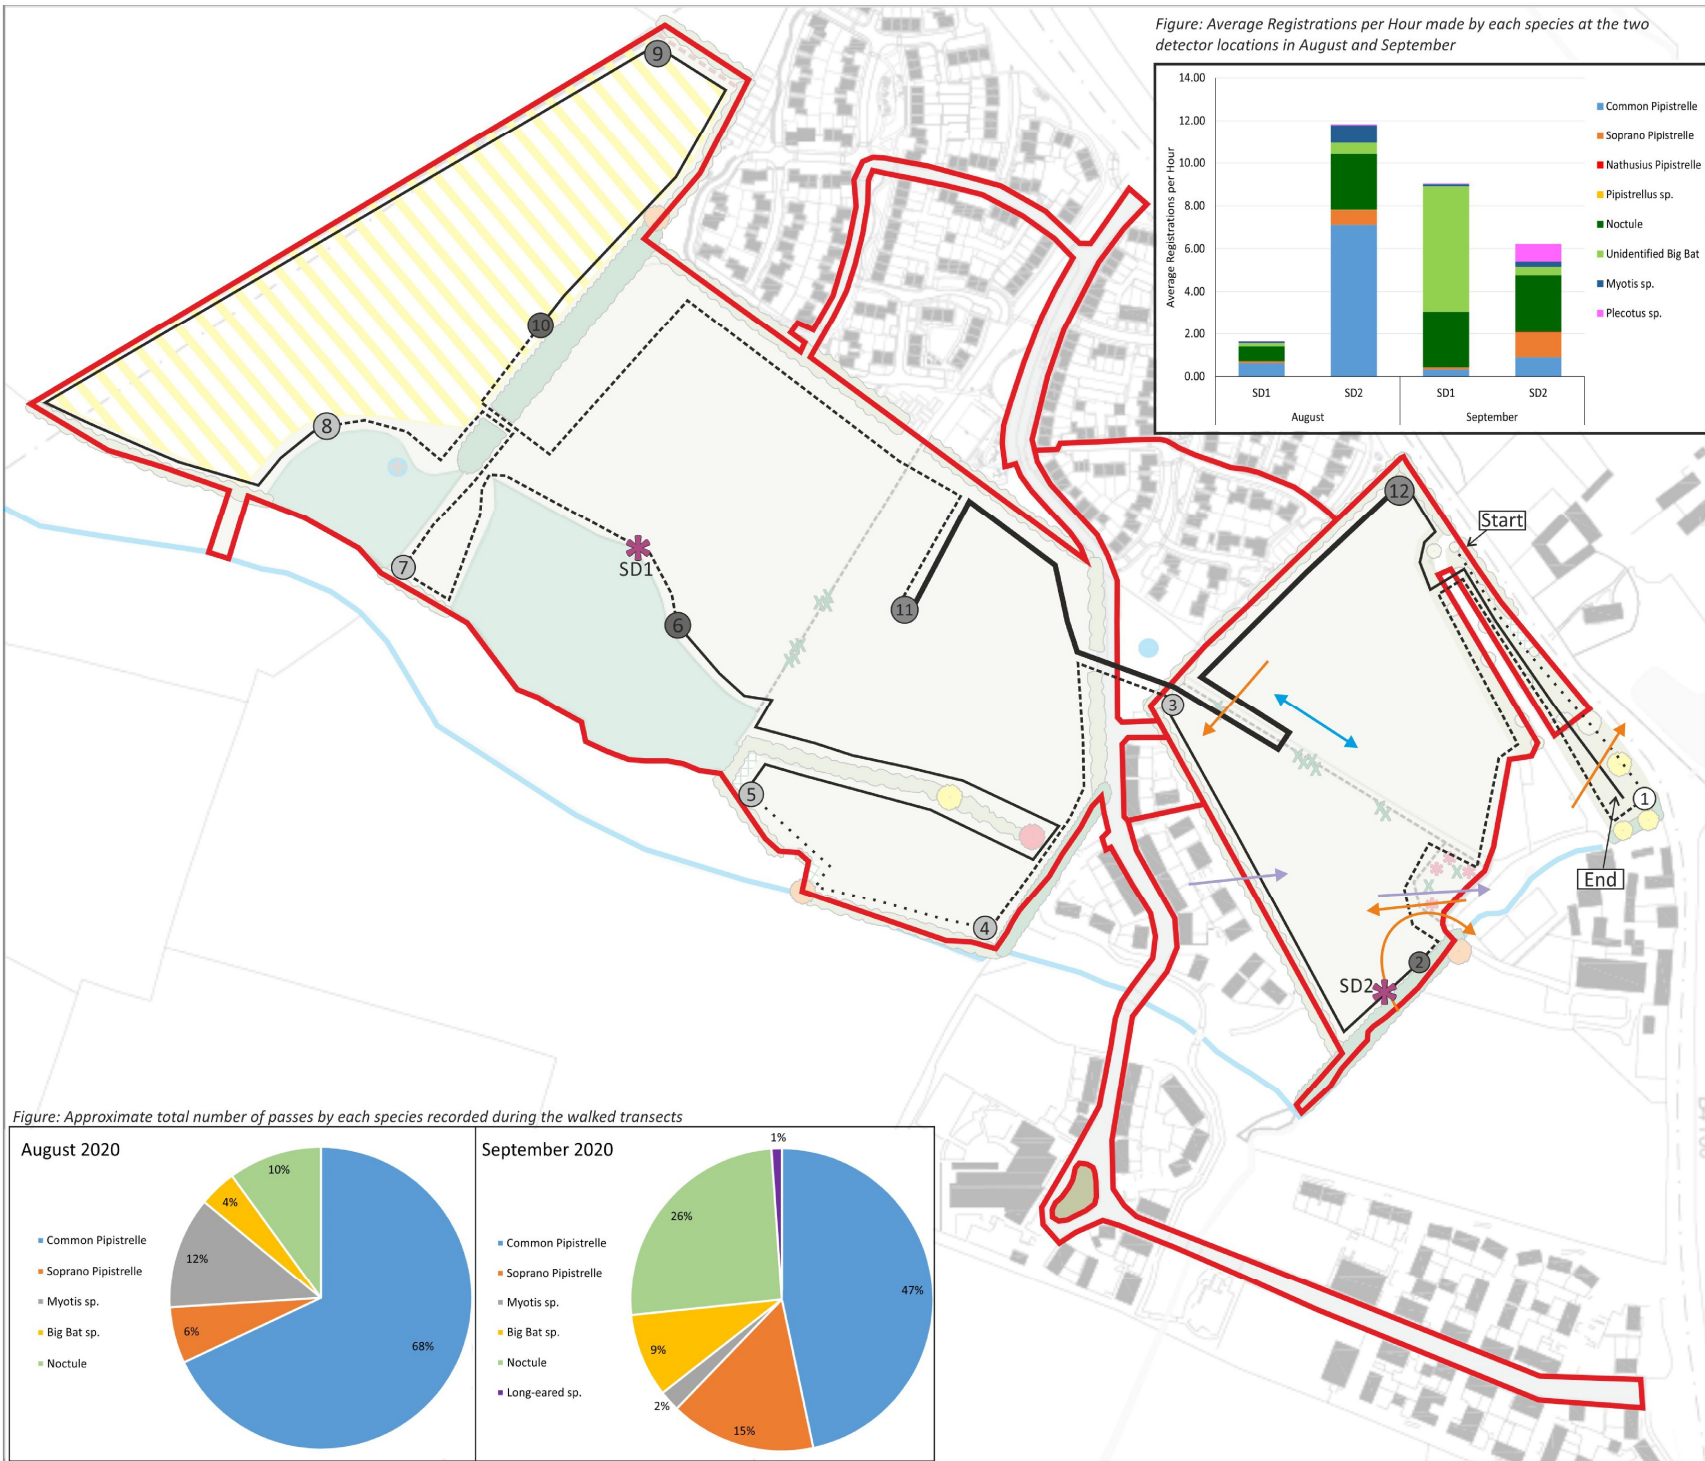 Figure: Average Registrations per Hour made by each species at the two
detector locations in August and September
14.00
12.00
10.00
8.00
6.00
4.00
2.00
0.00
Average Registrations per Hour
SD1
SD2
SD1
SD2
August
September
Common Pipistrelle
Soprano Pipistrelle
Nathusius Pipistrelle
Pipistrellus sp.
Noctule
Unidentified Big Bat
Myotis sp.
Plecotus sp.
9
10
8
7
SD1
6
11
12
Start
3
5
4
1
End
2
SD2
Figure: Approximate total number of passes by each species recorded during the walked transects
August 2020
Common Pipistrelle
Soprano Pipistrelle
Myotis sp.
Big Bat sp.
Noctule
10%
4%
12%
6%
68%
September 2020
Common Pipistrelle
Soprano Pipistrelle
Myotis sp.
Big Bat sp.
Noctule
Long-eared sp.
1%
26%
47%
9%
2%
15%